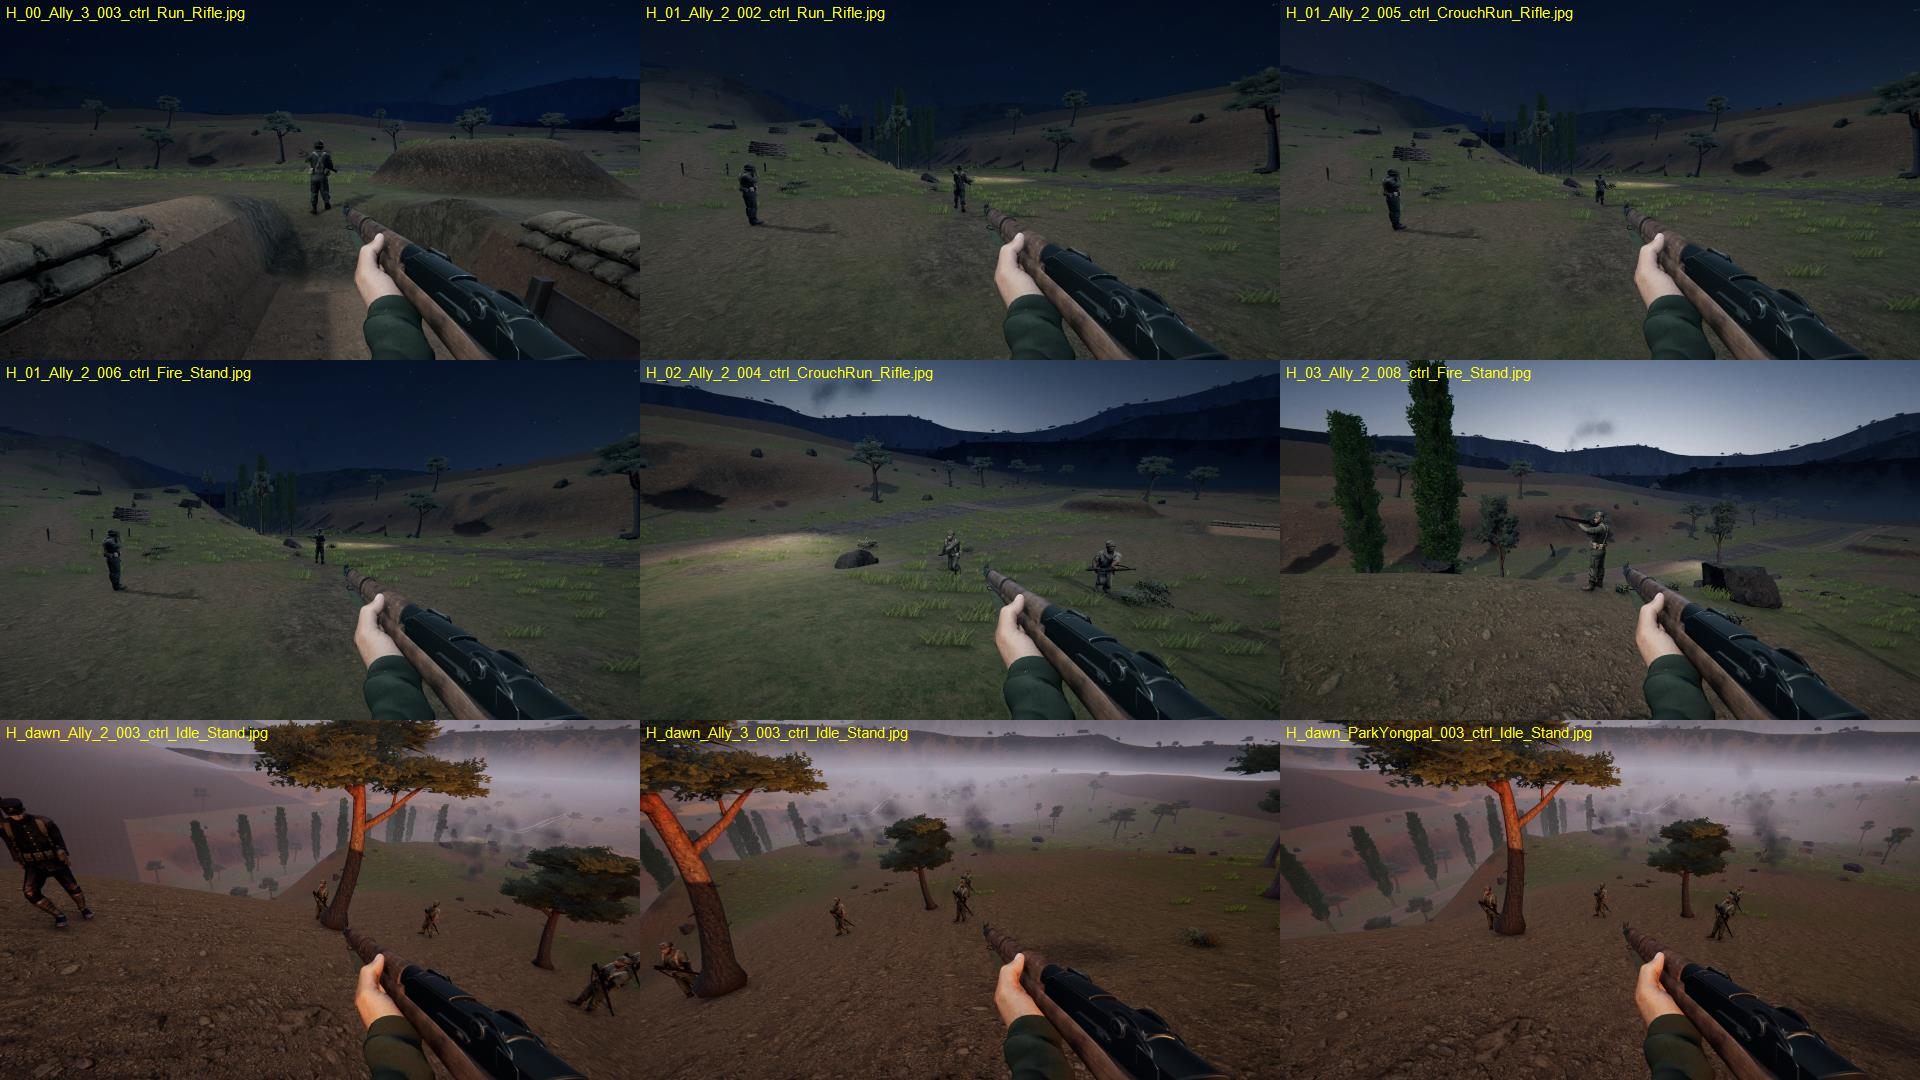 H_00_Ally_3_003_ctrl_Run_Rifle.jpg
H_01_Ally_2_002_ctrl_Run_Rifle.jpg
H_01_Ally_2_005_ctrl_CrouchRun_Rifle.jpg
H_01_Ally_2_006_ctrl_Fire_Stand.jpg
H_02_Ally_2_004_ctrl_CrouchRun_Rifle.jpg
H_03_Ally_2_008_ctrl_Fire_Stand.jpg
H_dawn_Ally_2_003_ctrl_Idle_Stand.jpg
H_dawn_Ally_3_003_ctrl_Idle_Stand.jpg
H_dawn_ParkYongpal_003_ctrl_Idle_Stand.jpg